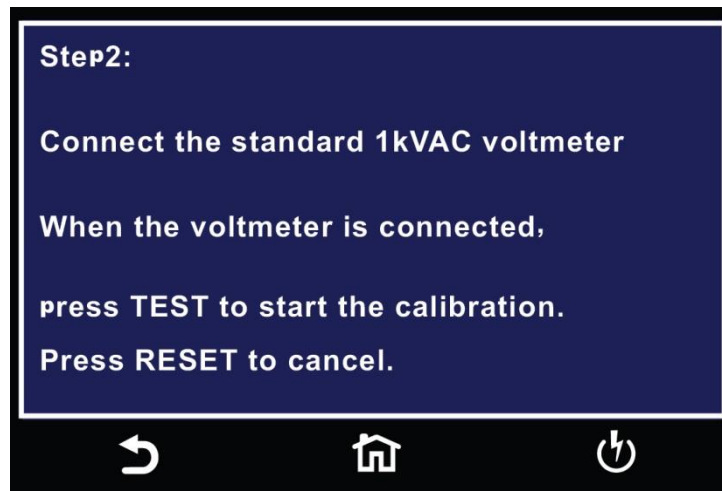 Step2:
Connect the standard 1kVAC voltmeter
When the voltmeter is connected,
press TEST to start the calibration.
Press RESET to cancel.